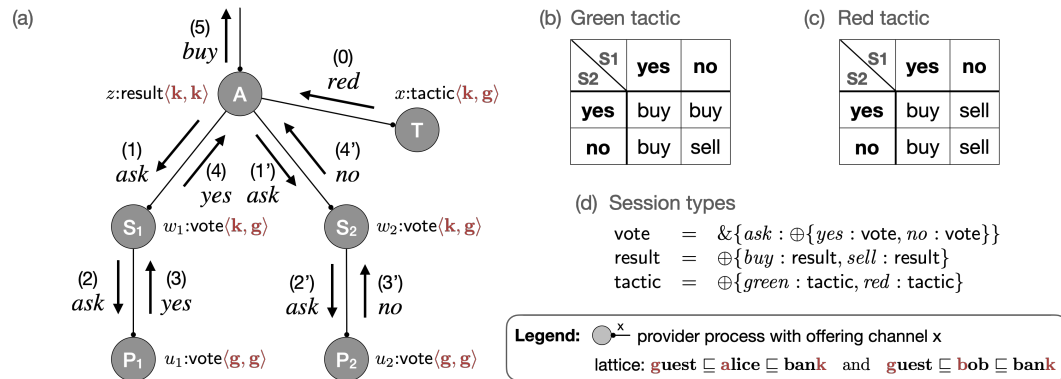 (a)
(5)
buy
(0)
red
z:result⟨k, k⟩
A
x:tactic⟨k, g⟩
T
(1)
ask
(4)
yes
(1')
ask
(4')
no
S₁
w₁:vote⟨k, g⟩
S₂
w₂:vote⟨k, g⟩
(2)
ask
(3)
yes
(2')
ask
(3')
no
P₁
u₁:vote⟨g, g⟩
P₂
u₂:vote⟨g, g⟩
(b) Green tactic
S1
S2
yes no
yes buy buy
no buy sell
(c) Red tactic
S1
S2
yes no
yes buy sell
no buy sell
(d) Session types
vote = &{ask : ⊕{yes : vote, no : vote}}
result = ⊕{buy : result, sell : result}
tactic = ⊕{green : tactic, red : tactic}
Legend: x provider process with offering channel x
lattice: guest ⊑ alice ⊑ bank and guest ⊑ bob ⊑ bank